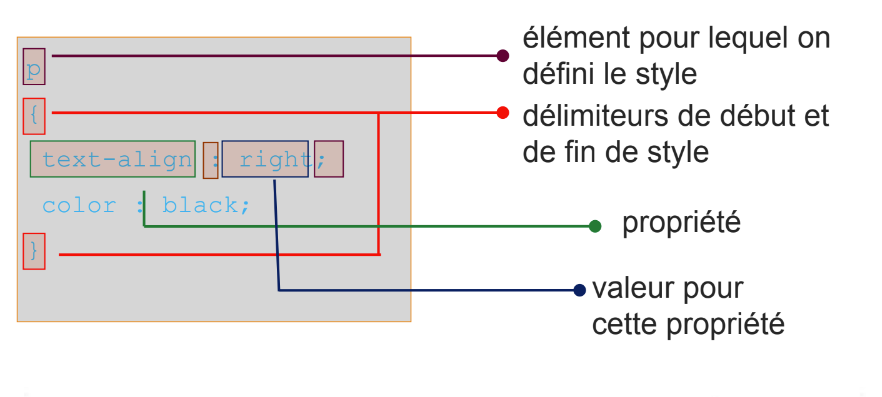 p
{
text-align : right;
color : black;
}
élément pour lequel on
défini le style
délimiteurs de début et
de fin de style
propriété
valeur pour
cette propriété